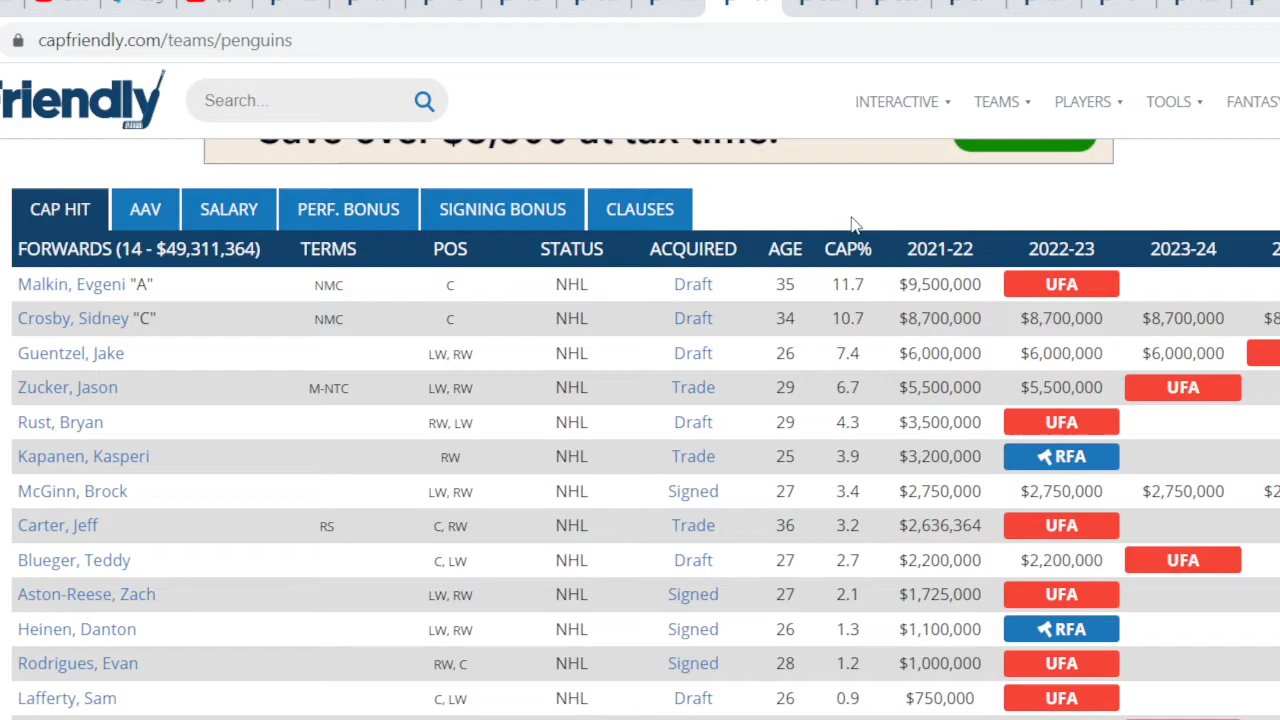 capfriendly.com/teams/penguins
Friendly
Search...
INTERACTIVE TEAMS PLAYERS TOOLS FANTASY
Save over $ at tax time.
CAP HIT AAV SALARY PERF. BONUS SIGNING BONUS CLAUSES
FORWARDS (14 - $49,311,364) TERMS POS STATUS ACQUIRED AGE CAP% 2021-22 2022-23 2023-24 2
Malkin, Evgeni "A" NMC C NHL Draft 35 11.7 $9,500,000 UFA
Crosby, Sidney "C" NMC C NHL Draft 34 10.7 $8,700,000 $8,700,000 $8,700,000 $8
Guentzel, Jake LW, RW NHL Draft 26 7.4 $6,000,000 $6,000,000 $6,000,000
Zucker, Jason M-NTC LW, RW NHL Trade 29 6.7 $5,500,000 $5,500,000 UFA
Rust, Bryan RW, LW NHL Draft 29 4.3 $3,500,000 UFA
Kapanen, Kasperi RW NHL Trade 25 3.9 $3,200,000 RFA
McGinn, Brock LW, RW NHL Signed 27 3.4 $2,750,000 $2,750,000 $2,750,000 $2
Carter, Jeff RS C, RW NHL Trade 36 3.2 $2,636,364 UFA
Blueger, Teddy C, LW NHL Draft 27 2.7 $2,200,000 $2,200,000 UFA
Aston-Reese, Zach LW, RW NHL Signed 27 2.1 $1,725,000 UFA
Heinen, Danton LW, RW NHL Signed 26 1.3 $1,100,000 RFA
Rodrigues, Evan RW, C NHL Signed 28 1.2 $1,000,000 UFA
Lafferty, Sam C, LW NHL Draft 26 0.9 $750,000 UFA